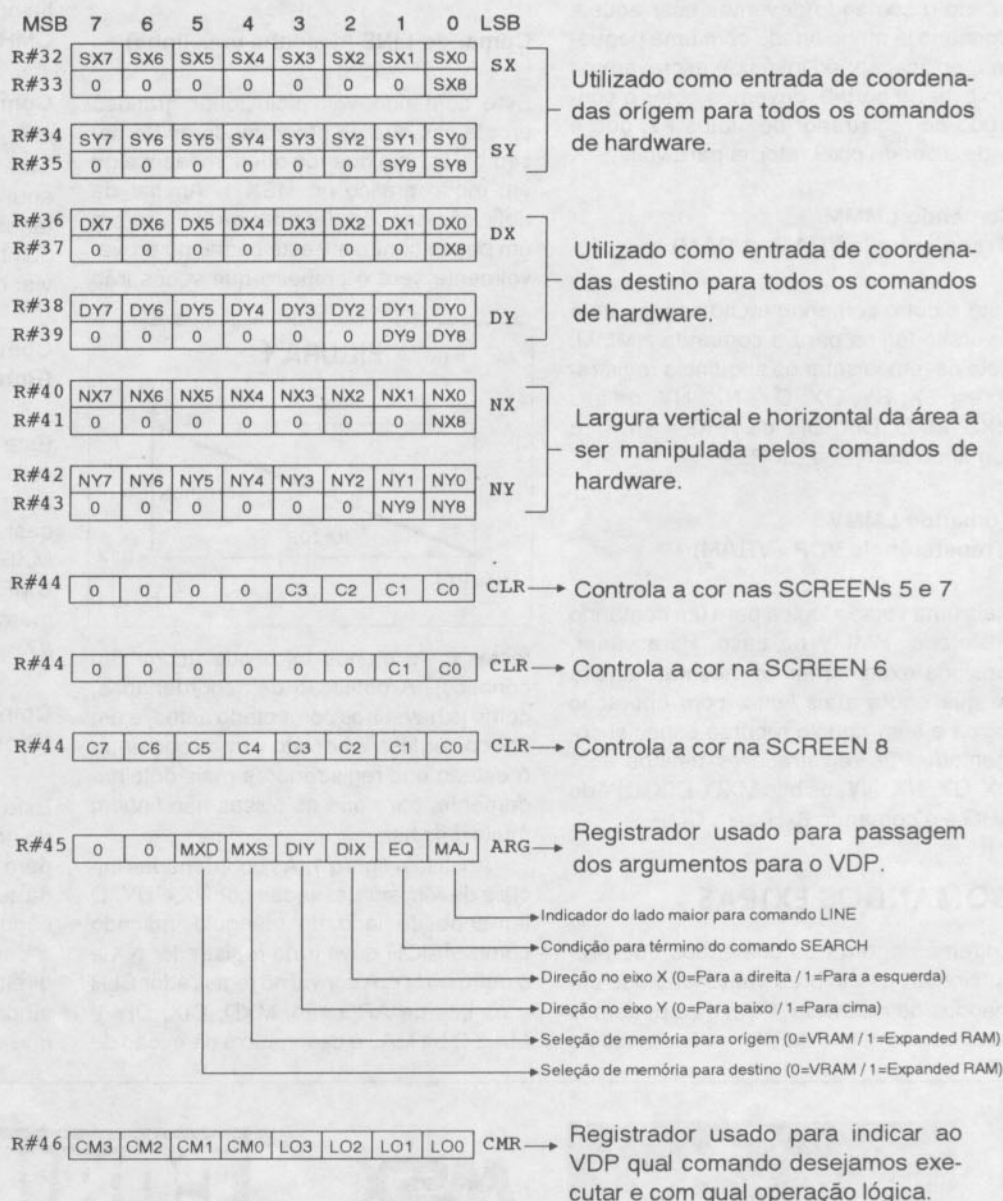 MSB 7 6 5 4 3 2 1 0 LSB
R#32 SX7 SX6 SX5 SX4 SX3 SX2 SX1 SX0 SX
R#33 0 0 0 0 0 0 0 SX8
Utilizado como entrada de coordena-
das origem para todos os comandos
de hardware.
R#34 SY7 SY6 SY5 SY4 SY3 SY2 SY1 SY0 SY
R#35 0 0 0 0 0 0 SY9 SY8
R#36 DX7 DX6 DX5 DX4 DX3 DX2 DX1 DX0 DX
R#37 0 0 0 0 0 0 0 DX8
Utilizado como entrada de coordena-
das destino para todos os comandos
de hardware.
R#38 DY7 DY6 DY5 DY4 DY3 DY2 DY1 DY0 DY
R#39 0 0 0 0 0 0 DY9 DY8
R#40 NX7 NX6 NX5 NX4 NX3 NX2 NX1 NX0 NX
R#41 0 0 0 0 0 0 0 NX8
Largura vertical e horizontal da área a
ser manipulada pelos comandos de
hardware.
R#42 NY7 NY6 NY5 NY4 NY3 NY2 NY1 NY0 NY
R#43 0 0 0 0 0 0 NY9 NY8
R#44 0 0 0 0 C3 C2 C1 C0 CLR Controla a cor nas SCREENs 5 e 7
R#44 0 0 0 0 0 0 C1 C0 CLR Controla a cor na SCREEN 6
R#44 C7 C6 C5 C4 C3 C2 C1 C0 CLR Controla a cor na SCREEN 8
R#45 0 0 MXD MXS DIY DIX EQ MAJ ARG
Registrador usado para passagem
dos argumentos para o VDP.
Indicador do lado maior para comando LINE
Condição para término do comando SEARCH
Direção no eixo X (0=Para a direita / 1=Para a esquerda)
Direção no eixo Y (0=Para baixo / 1=Para cima)
Seleção de memória para orígem (0=VRAM / 1=Expanded RAM)
Seleção de memória para destino (0=VRAM / 1=Expanded RAM)
R#46 CM3 CM2 CM1 CM0 LO3 LO2 LO1 LO0 CMR
Registrador usado para indicar ao
VDP qual comando desejamos exe-
cutar e com qual operação lógica.